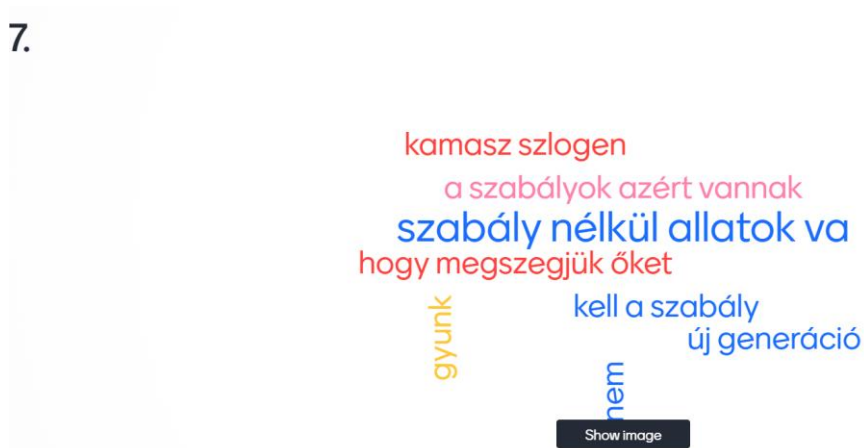 7.
kamasz szlogen
a szabályok azért vannak
szabály nélkül allatok va
hogy megszegjük őket
gyunk
kell a szabály
új generáció
nem
Show image